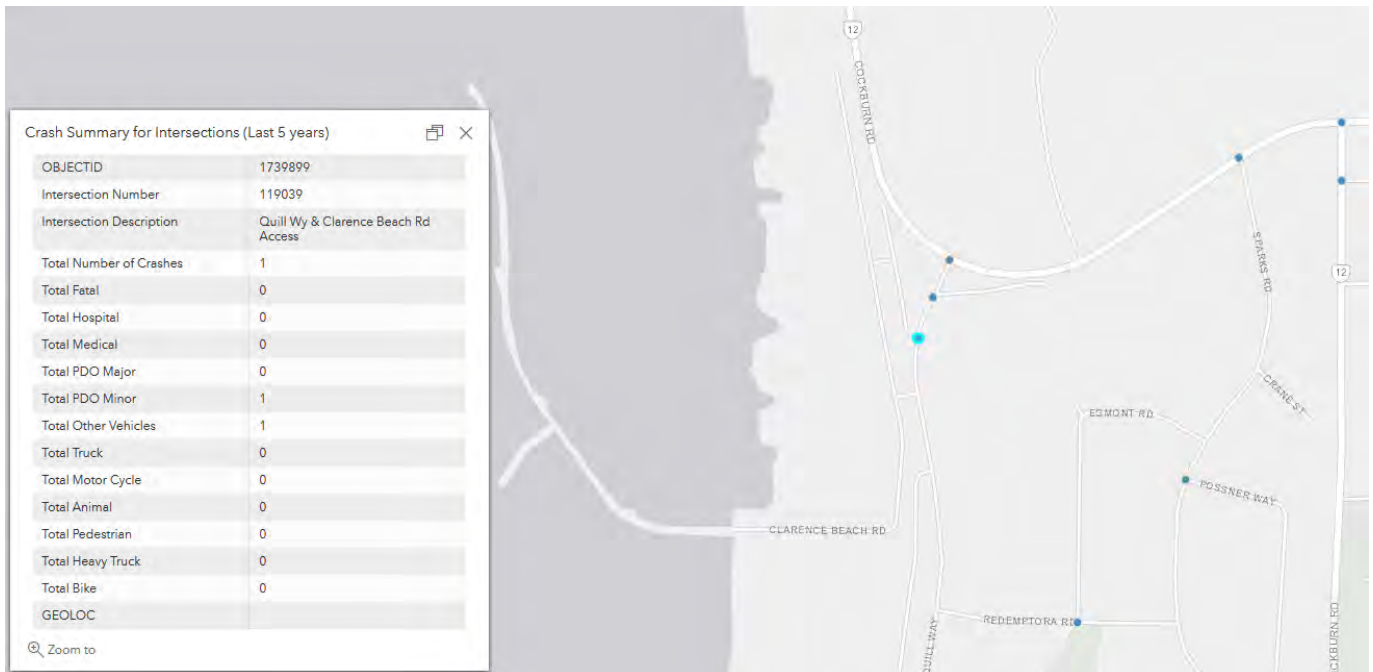 Crash Summary for Intersections (Last 5 years)
OBJECTID 1739899
Intersection Number 119039
Intersection Description Quill Wy & Clarence Beach Rd
Access
Total Number of Crashes 1
Total Fatal 0
Total Hospital 0
Total Medical 0
Total PDO Major 0
Total PDO Minor 1
Total Other Vehicles 1
Total Truck 0
Total Motor Cycle 0
Total Animal 0
Total Pedestrian 0
Total Heavy Truck 0
Total Bike 0
GEOLOC
Zoom to
12
COCKBURN RD
SPARKS RD
12
CRANE ST
EGMONT RD
POSSNER WAY
CLARENCE BEACH RD
REDEMPTORA RD
QUILL WAY
CKBURN RD